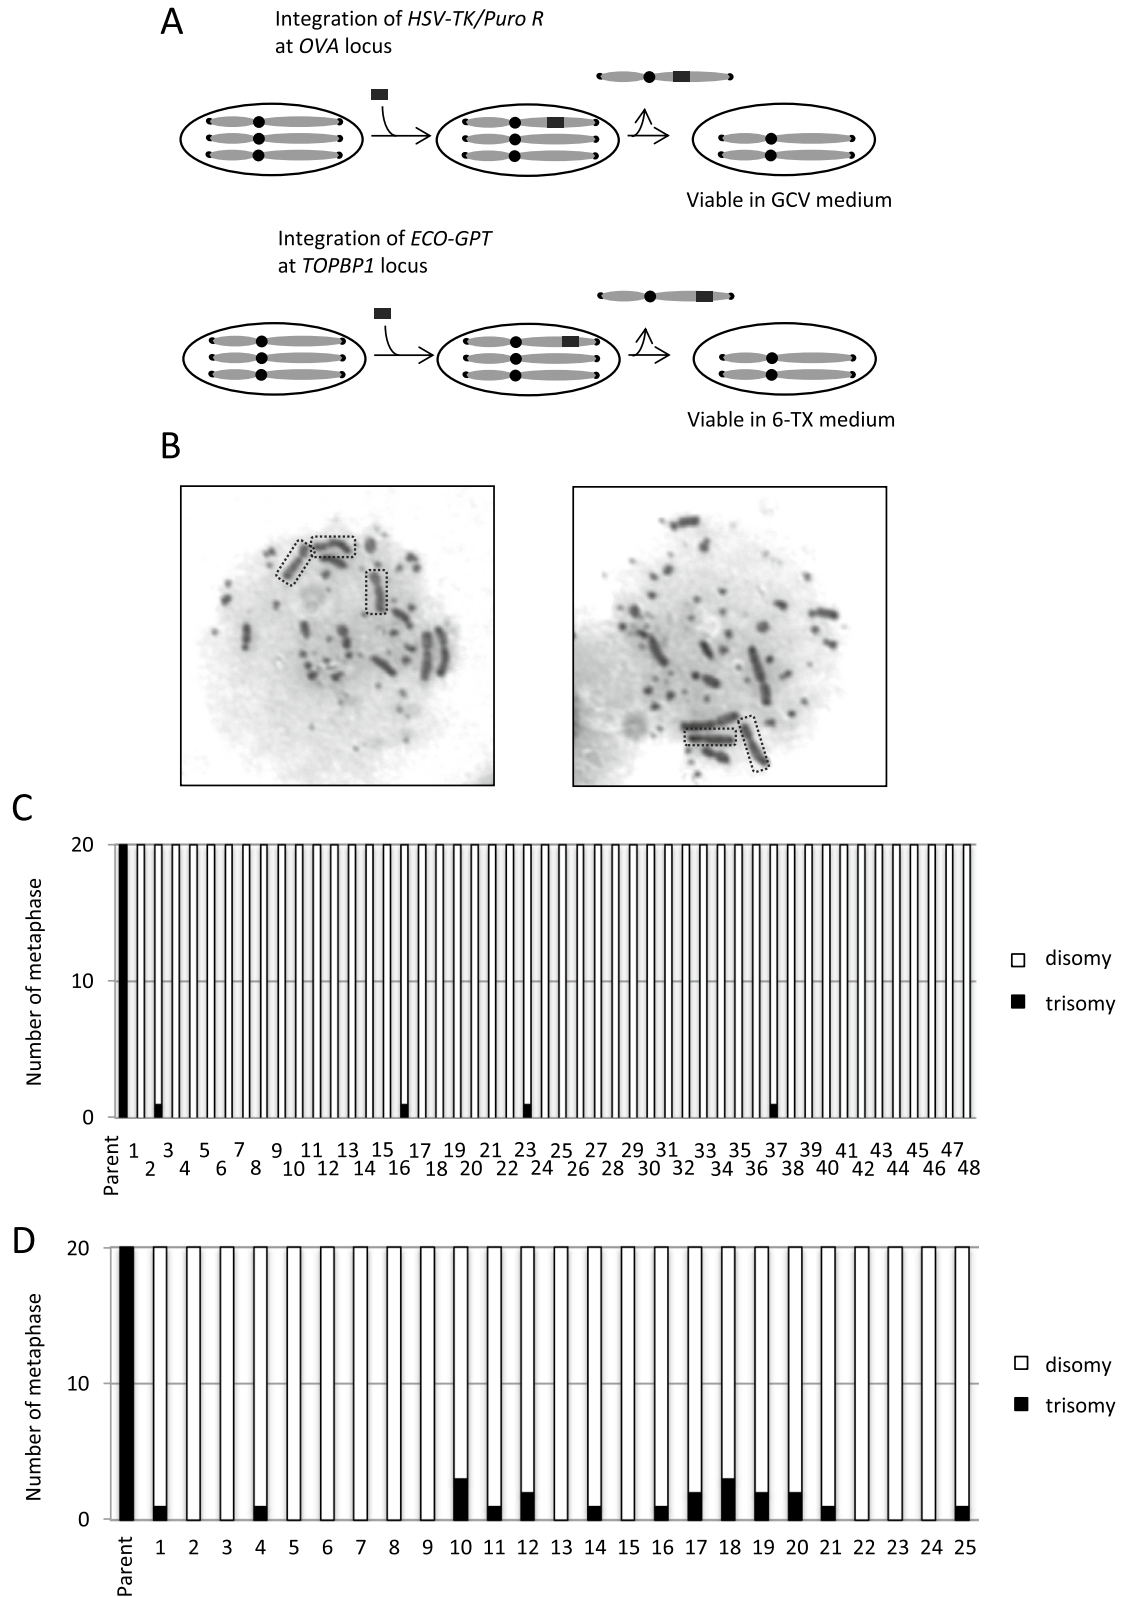 A
Integration of HSV-TK/Puro R
at OVA locus
Viable in GCV medium
Integration of ECO-GPT
at TOPBP1 locus
Viable in 6-TX medium
B
C
20
10
0
Number of metaphase
Parent
1 3 5 7 9 11 13 15 17 19 21 23 25 27 29 31 33 35 37 39 41 43 45 47
2 4 6 8 10 12 14 16 18 20 22 24 26 28 30 32 34 36 38 40 42 44 46 48
disomy
trisomy
D
20
10
0
Number of metaphase
Parent
1 2 3 4 5 6 7 8 9 10 11 12 13 14 15 16 17 18 19 20 21 22 23 24 25
disomy
trisomy